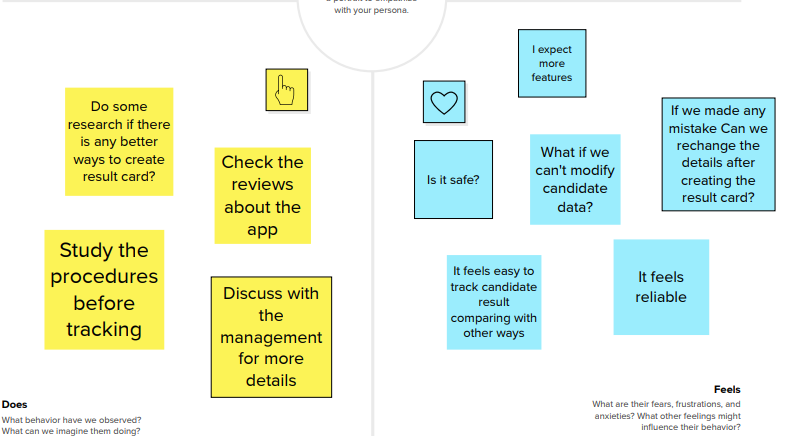 with your persona.
Do some
research if there
is any better
ways to create
result card?
Check the
reviews
about the
app
Study the
procedures
before
tracking
Discuss with
the
management
for more
details
Does
What behavior have we observed?
What can we imagine them doing?
I expect
more
features
If we made any
mistake Can we
rechange the
details after
creating the
result card?
Is it safe?
What if we
can't modify
candidate
data?
It feels easy to
track candidate
result
comparing with
other ways
It feels
reliable
Feels
What are their fears, frustrations, and
anxieties? What other feelings might
influence their behavior?